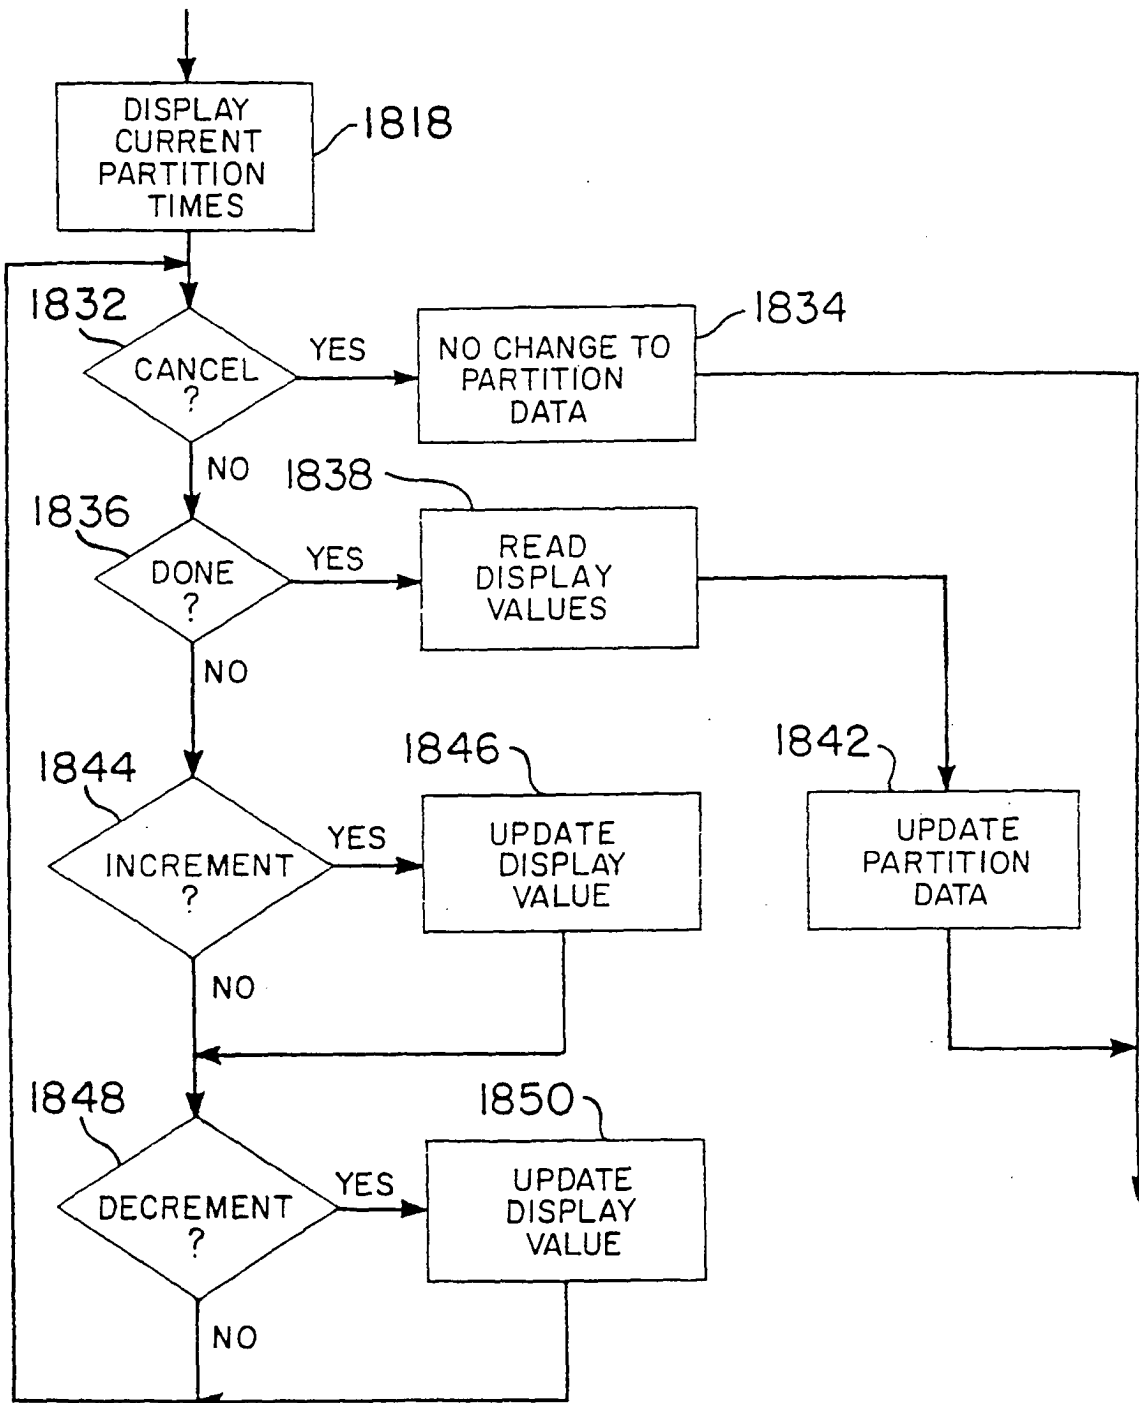 DISPLAY
CURRENT
PARTITION
TIMES
1818
1832
CANCEL
?
YES
NO
NO CHANGE TO
PARTITION
DATA
1834
1836
DONE
?
YES
NO
1838
READ
DISPLAY
VALUES
1844
INCREMENT
?
YES
NO
1846
UPDATE
DISPLAY
VALUE
1842
UPDATE
PARTITION
DATA
1848
DECREMENT
?
YES
NO
1850
UPDATE
DISPLAY
VALUE